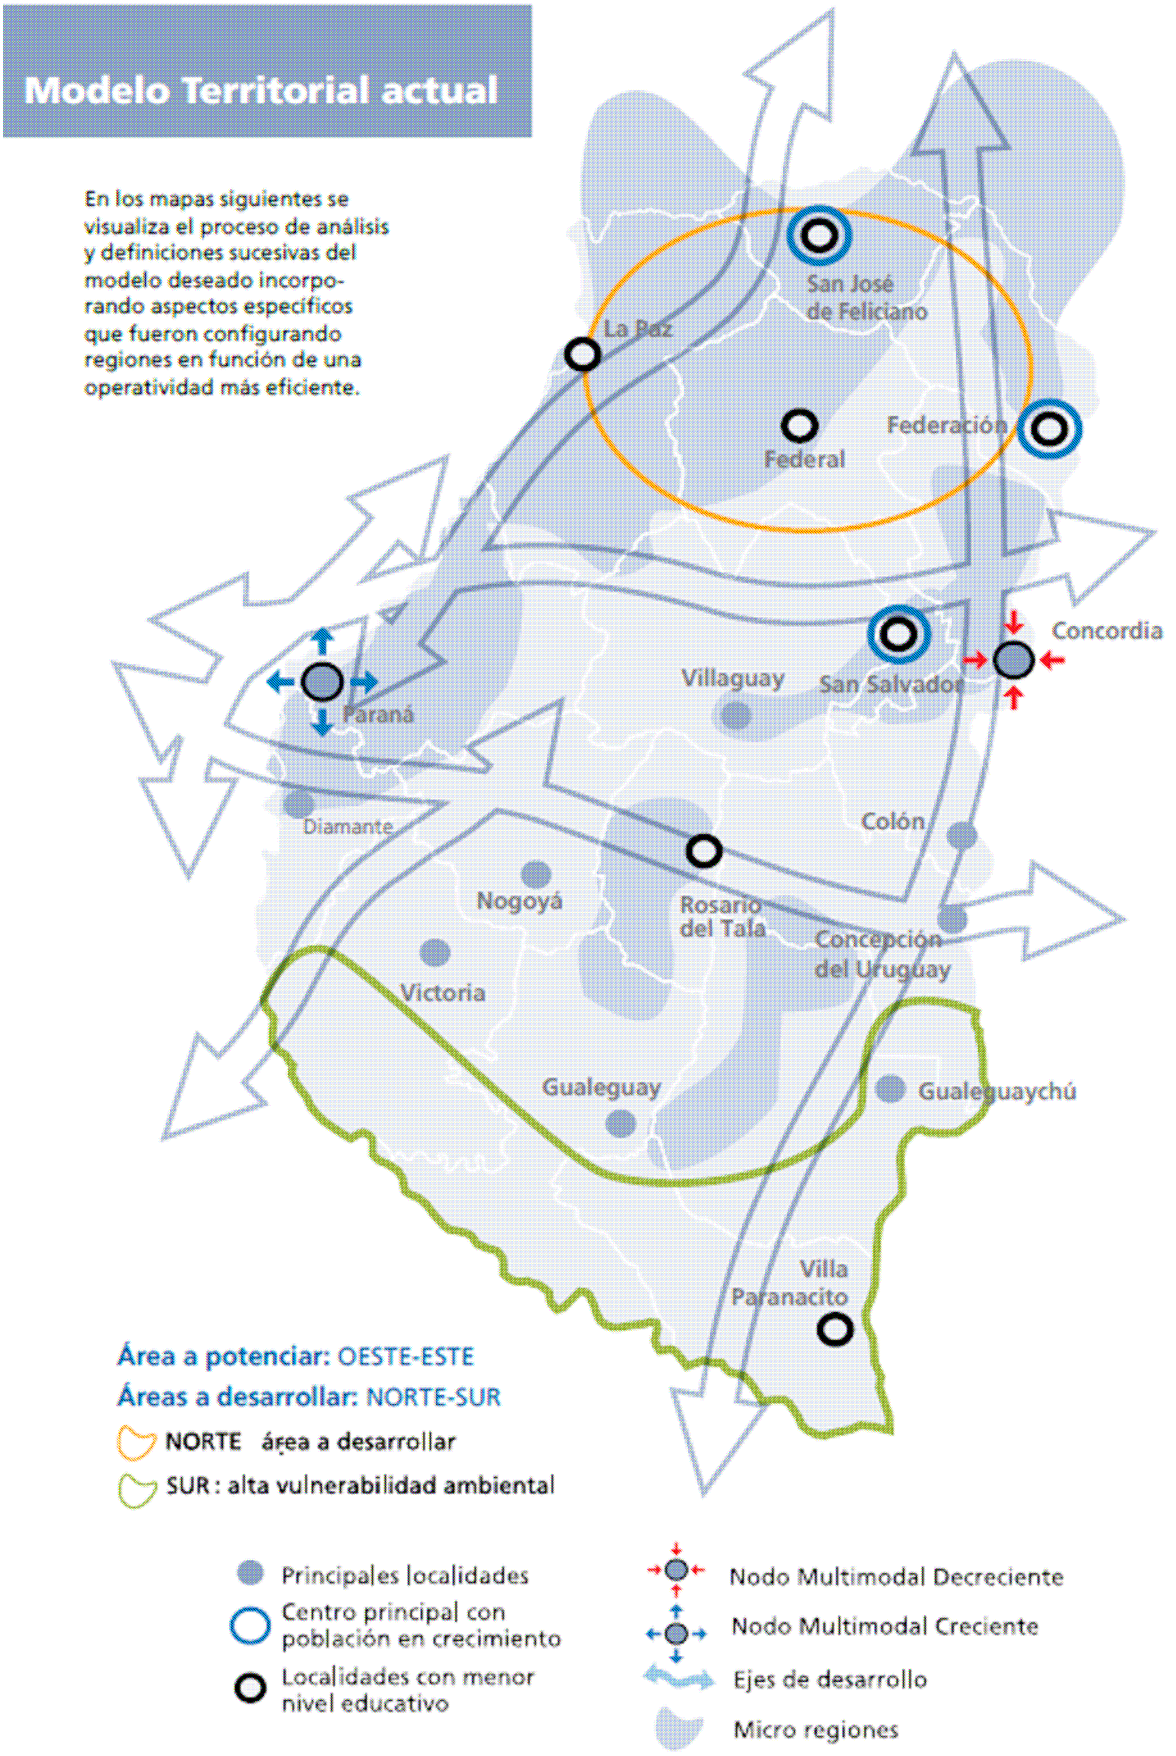 Modelo Territorial actual
En los mapas siguientes se
visualiza el proceso de análisis
y definiciones sucesivas del
modelo deseado incorpo-
rando aspectos específicos
que fueron configurando
regiones en función de una
operatividad más eficiente.
San José
de Feliciano
La Paz
Federación
Federal
Concordia
Villaguay
San Salvador
Paraná
Diamante
Colón
Nogoyá
Rosario
del Tala
Concepción
del Uruguay
Victoria
Gualeguay
Gualeguaychú
Villa
Paranacito
Área a potenciar: OESTE-ESTE
Áreas a desarrollar: NORTE-SUR
NORTE área a desarrollar
SUR : alta vulnerabilidad ambiental
Principales localidades
Centro principal con
población en crecimiento
Localidades con menor
nivel educativo
Nodo Multimodal Decreciente
Nodo Multimodal Creciente
Ejes de desarrollo
Micro regiones